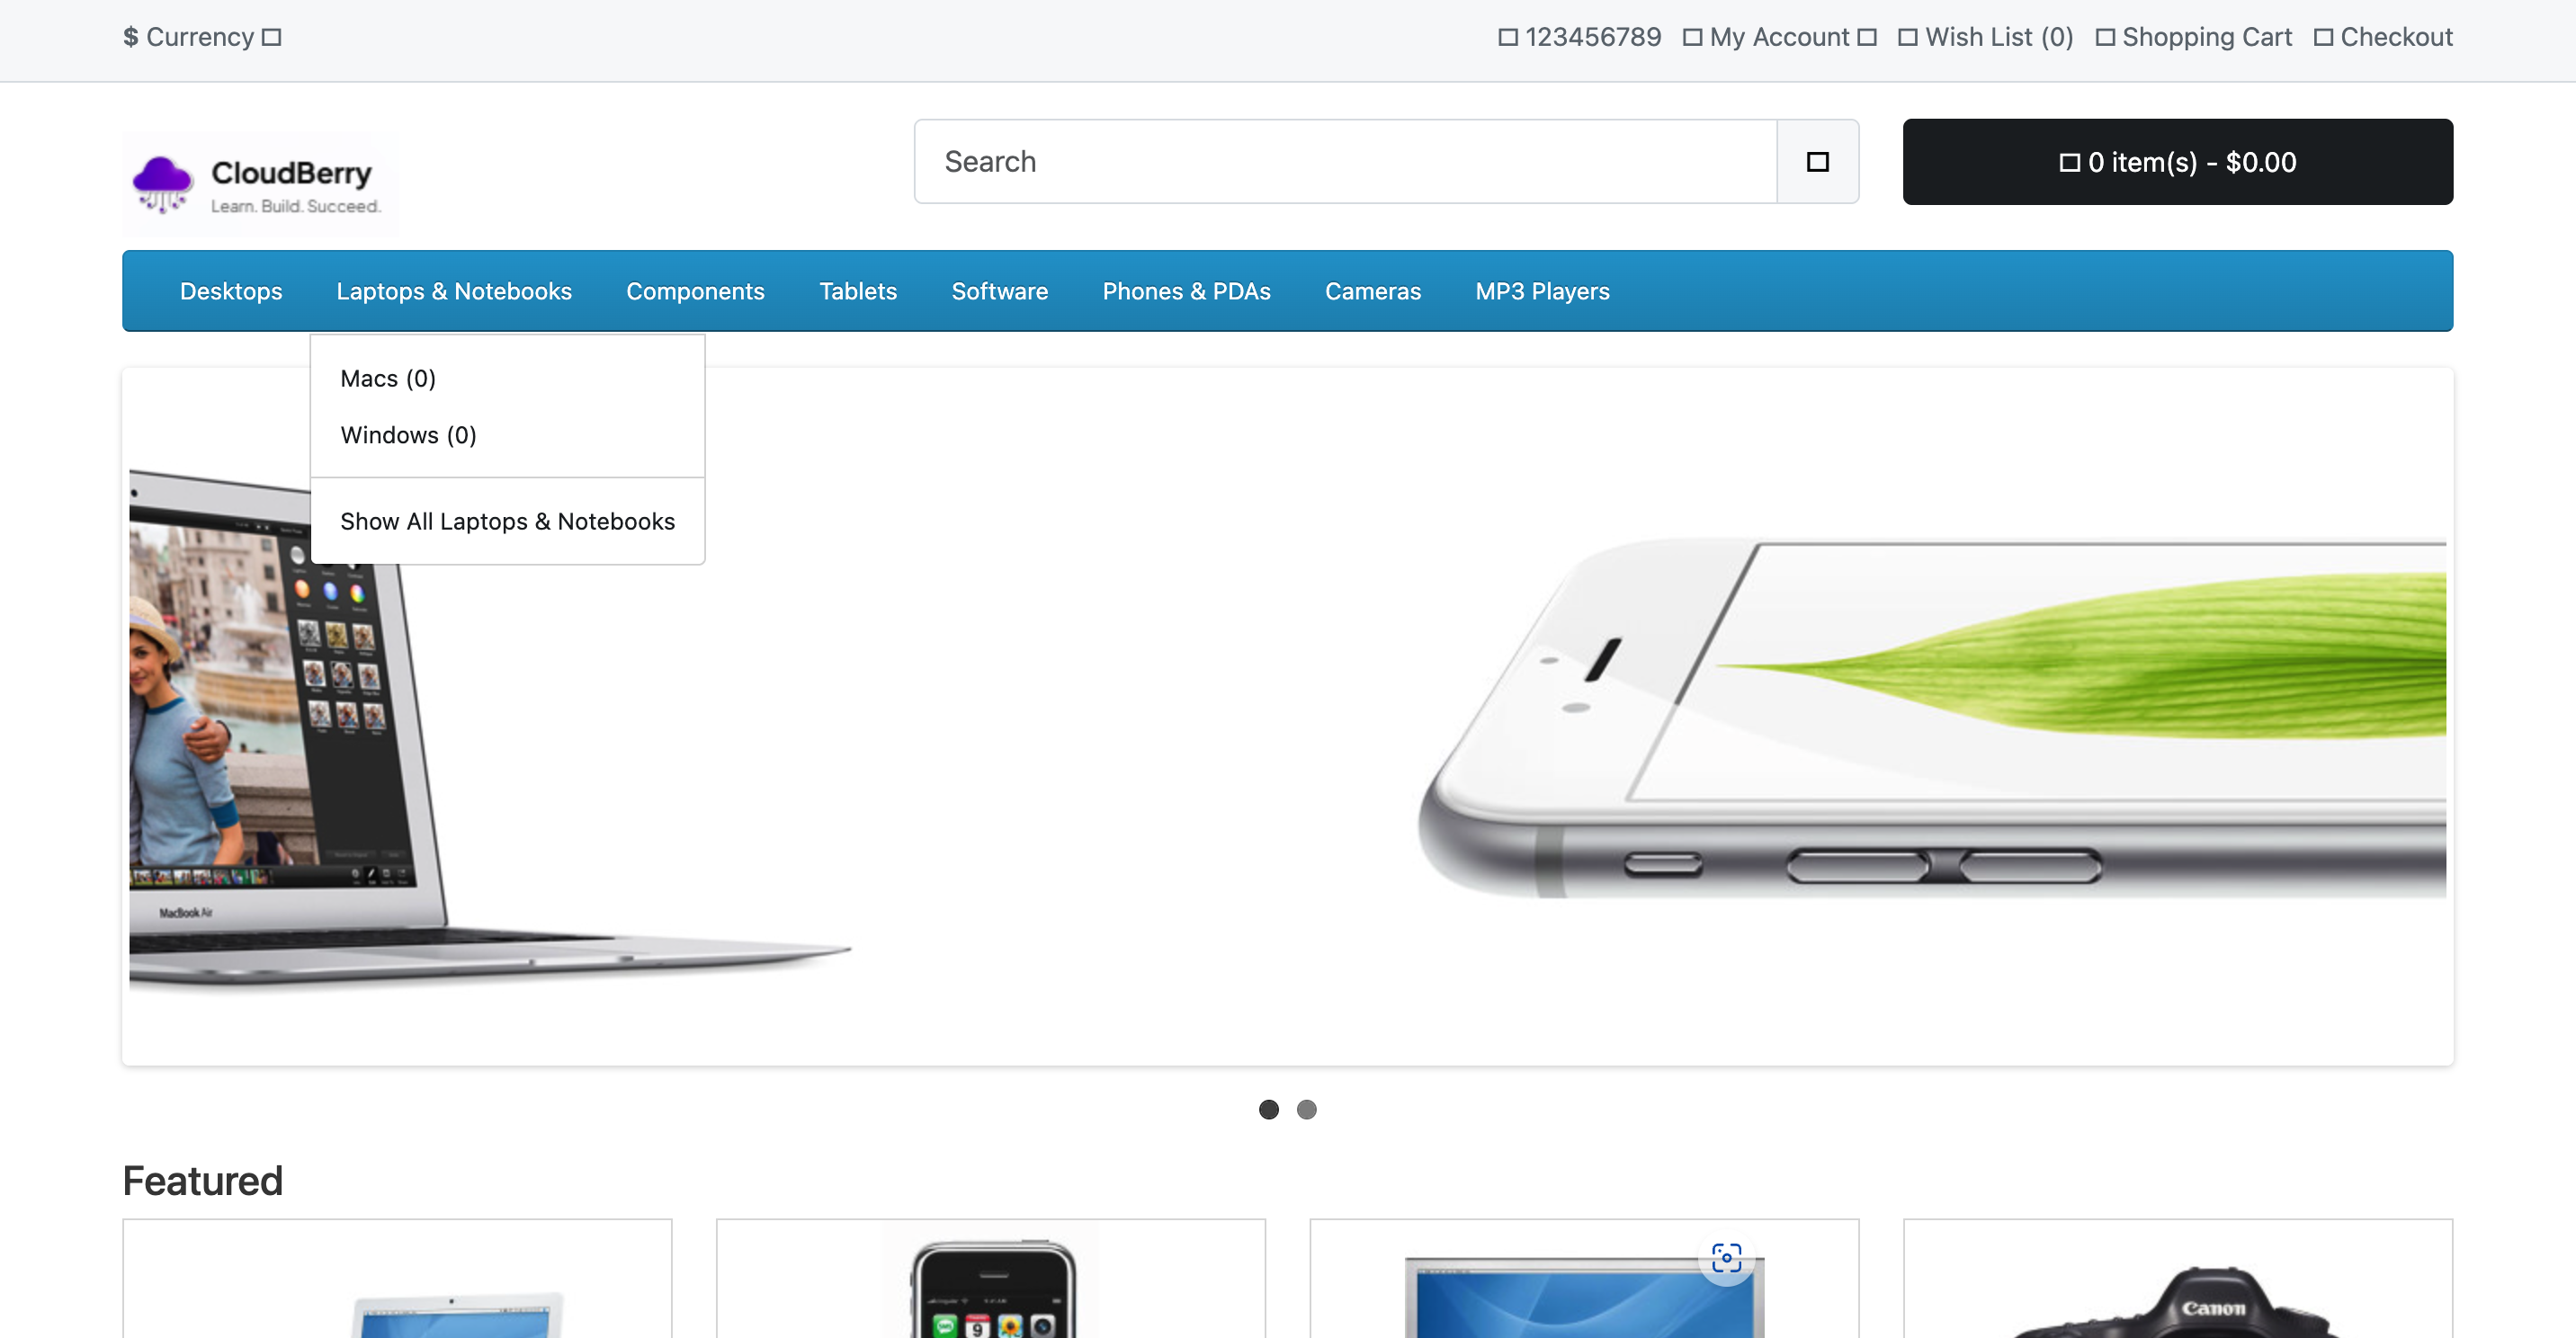 $ Currency
123456789 My Account Wish List (0) Shopping Cart Checkout
CloudBerry
Learn. Build. Succeed.
Search
0 item(s) - $0.00
Desktops Laptops & Notebooks Components Tablets Software Phones & PDAs Cameras MP3 Players
Macs (0)
Windows (0)
Show All Laptops & Notebooks
MacBook Air
Featured
9
Canon